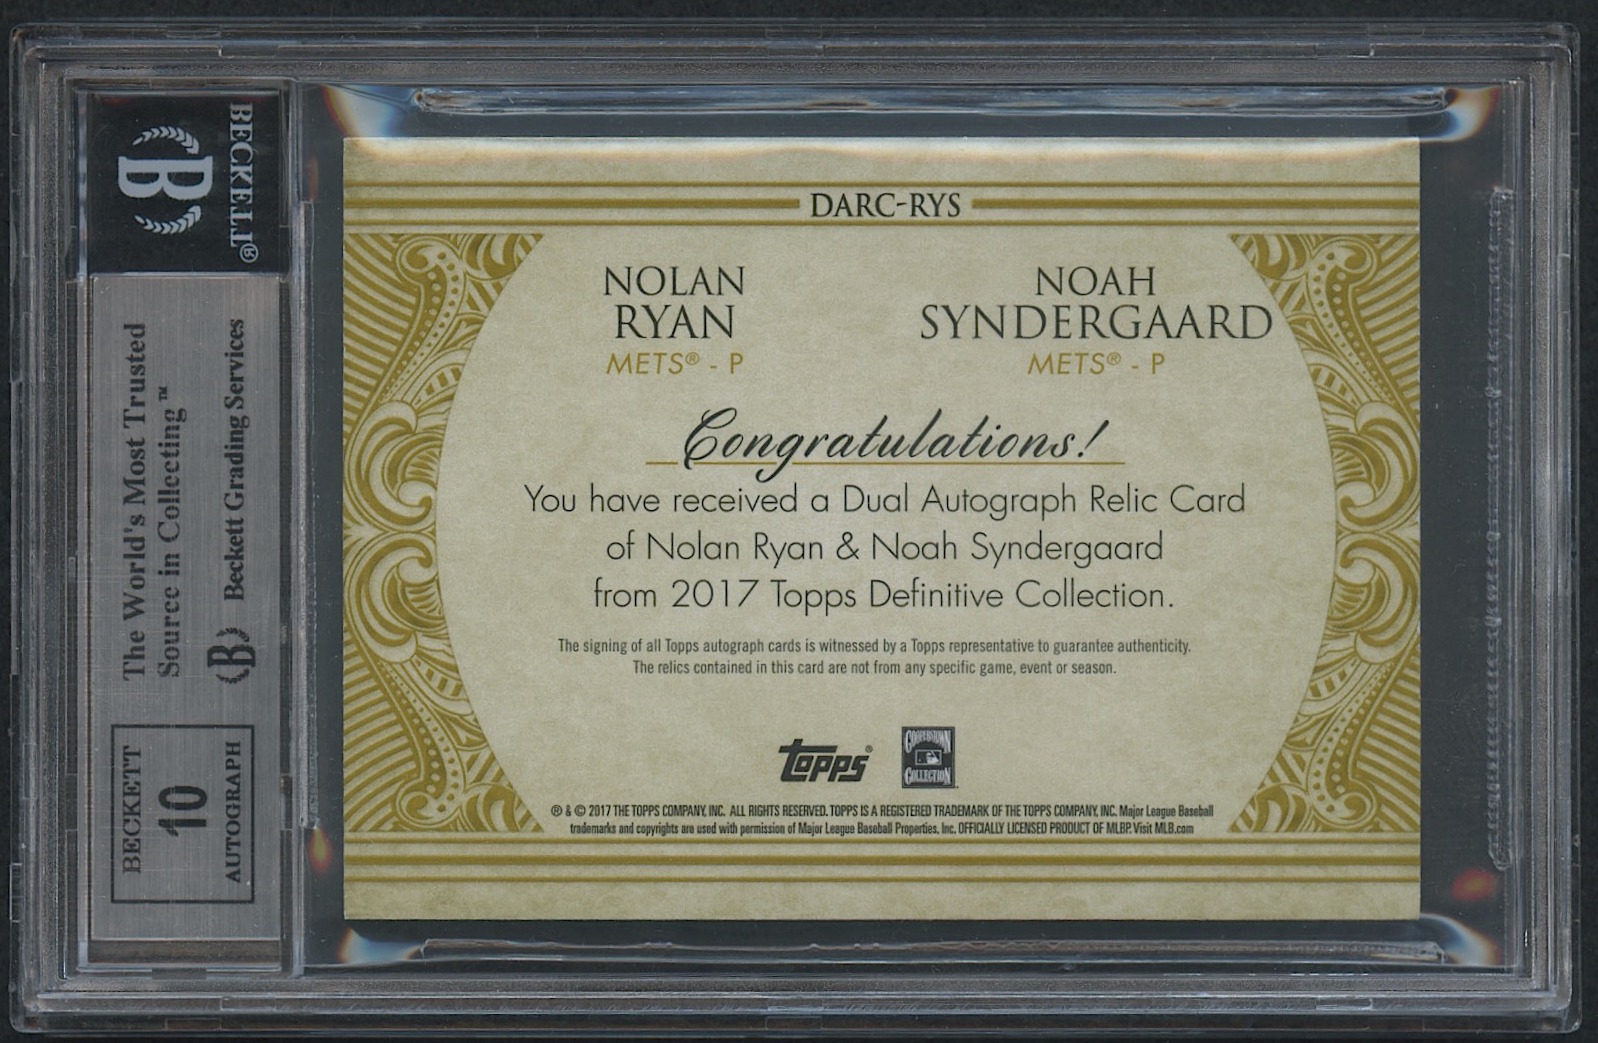 BECKETT®
B
The World's Most Trusted
Source in Collecting™
B Beckett Grading Services
BECKETT
10
AUTOGRAPH
DARC-RYS
NOLAN
RYAN
METS® - P
NOAH
SYNDERGAARD
METS® - P
Congratulations!
You have received a Dual Autograph Relic Card
of Nolan Ryan & Noah Syndergaard
from 2017 Topps Definitive Collection.
The signing of all Topps autograph cards is witnessed by a Topps representative to guarantee authenticity.
The relics contained in this card are not from any specific game, event or season.
Topps®
COOPERSTOWN
COLLECTION
® & © 2017 THE TOPPS COMPANY, INC. ALL RIGHTS RESERVED. TOPPS IS A REGISTERED TRADEMARK OF THE TOPPS COMPANY, INC. Major League Baseball
trademarks and copyrights are used with permission of Major League Baseball Properties, Inc. OFFICIALLY LICENSED PRODUCT OF MLBP. Visit MLB.com